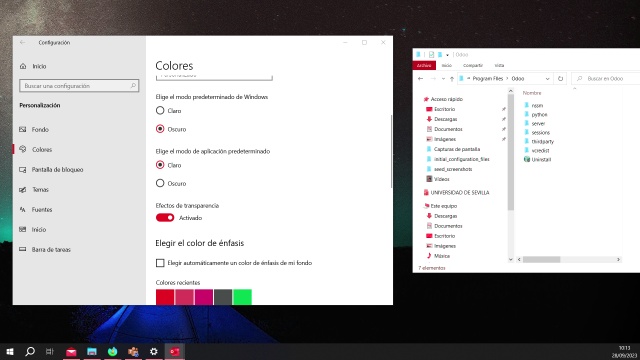 Configuración
Inicio
Buscar una configuración
Personalización
Fondo
Colores
Pantalla de bloqueo
Temas
Fuentes
Inicio
Barra de tareas
Colores
Elige el modo predeterminado de Windows
Claro
Oscuro
Elige el modo de aplicación predeterminado
Claro
Oscuro
Efectos de transparencia
Activado
Elegir el color de énfasis
Elegir automáticamente un color de énfasis de mi fondo
Colores recientes
Odoo
Archivo Inicio Compartir Vista
Program Files Odoo
Buscar en Odoo
Acceso rápido
Escritorio
Descargas
Documentos
Imágenes
Capturas de pantalla
initial_configuration_files
seed_screenshots
Vídeos
UNIVERSIDAD DE SEVILLA
Este equipo
Descargas
Documentos
Escritorio
Imágenes
Música
Nombre
nssm
python
server
sessions
thirdparty
vcredist
Uninstall
7 elementos
10:13
28/09/2023